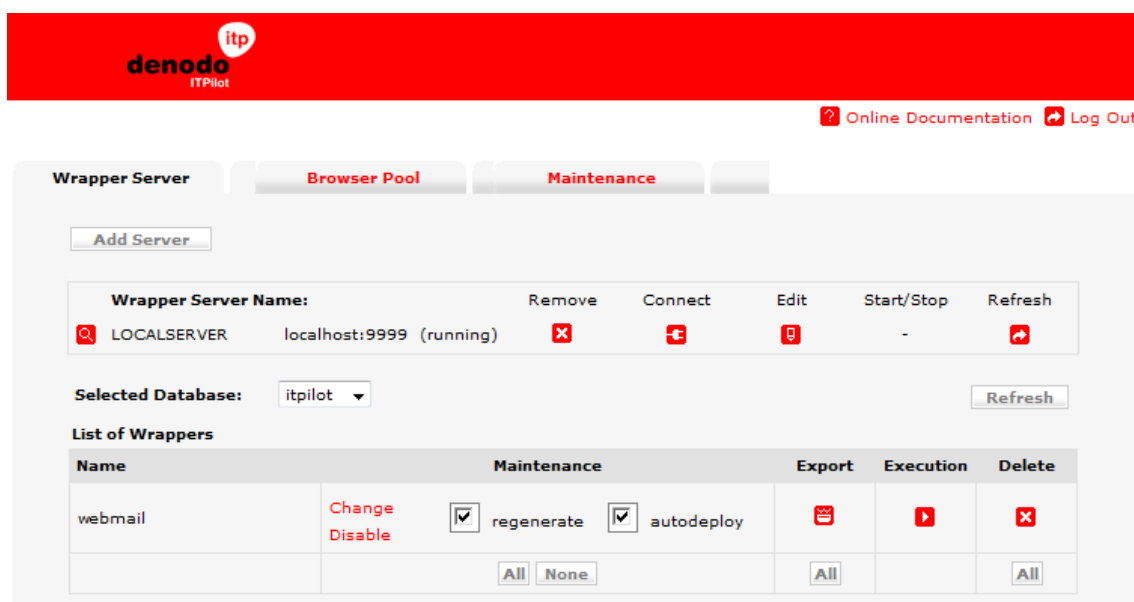 itp
denodo
ITPilot
? Online Documentation Log Out
Wrapper Server Browser Pool Maintenance
Add Server
Wrapper Server Name: Remove Connect Edit Start/Stop Refresh
LOCALSERVER localhost:9999 (running) -
Selected Database: itpilot Refresh
List of Wrappers
Name Maintenance Export Execution Delete
webmail Change Disable regenerate autodeploy
All None All All